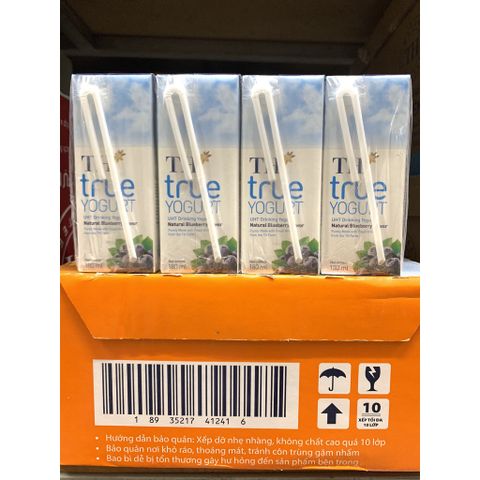 TH
true
YOGURT
UHT Drinking Yogurt
Natural Blueberry Flavor
180 ml
TH
true
YOGURT
UHT Drinking Yogurt
Natural Blueberry Flavor
180 ml
TH
true
YOGURT
UHT Drinking Yogurt
Natural Blueberry Flavor
180 ml
TH
true
YOGURT
UHT Drinking Yogurt
Natural Blueberry Flavor
180 ml
1 89 35217 41241 6
10
XẾP TỐI ĐA
10 LỚP
• Hướng dẫn bảo quản: Xếp dỡ nhẹ nhàng, không chất cao quá 10 lớp
• Bảo quản nơi khô ráo, thoáng mát, tránh côn trùng gặm nhấm
• Bao bì dễ bị tổn thương gây hư hỏng đến sản phẩm bên trong